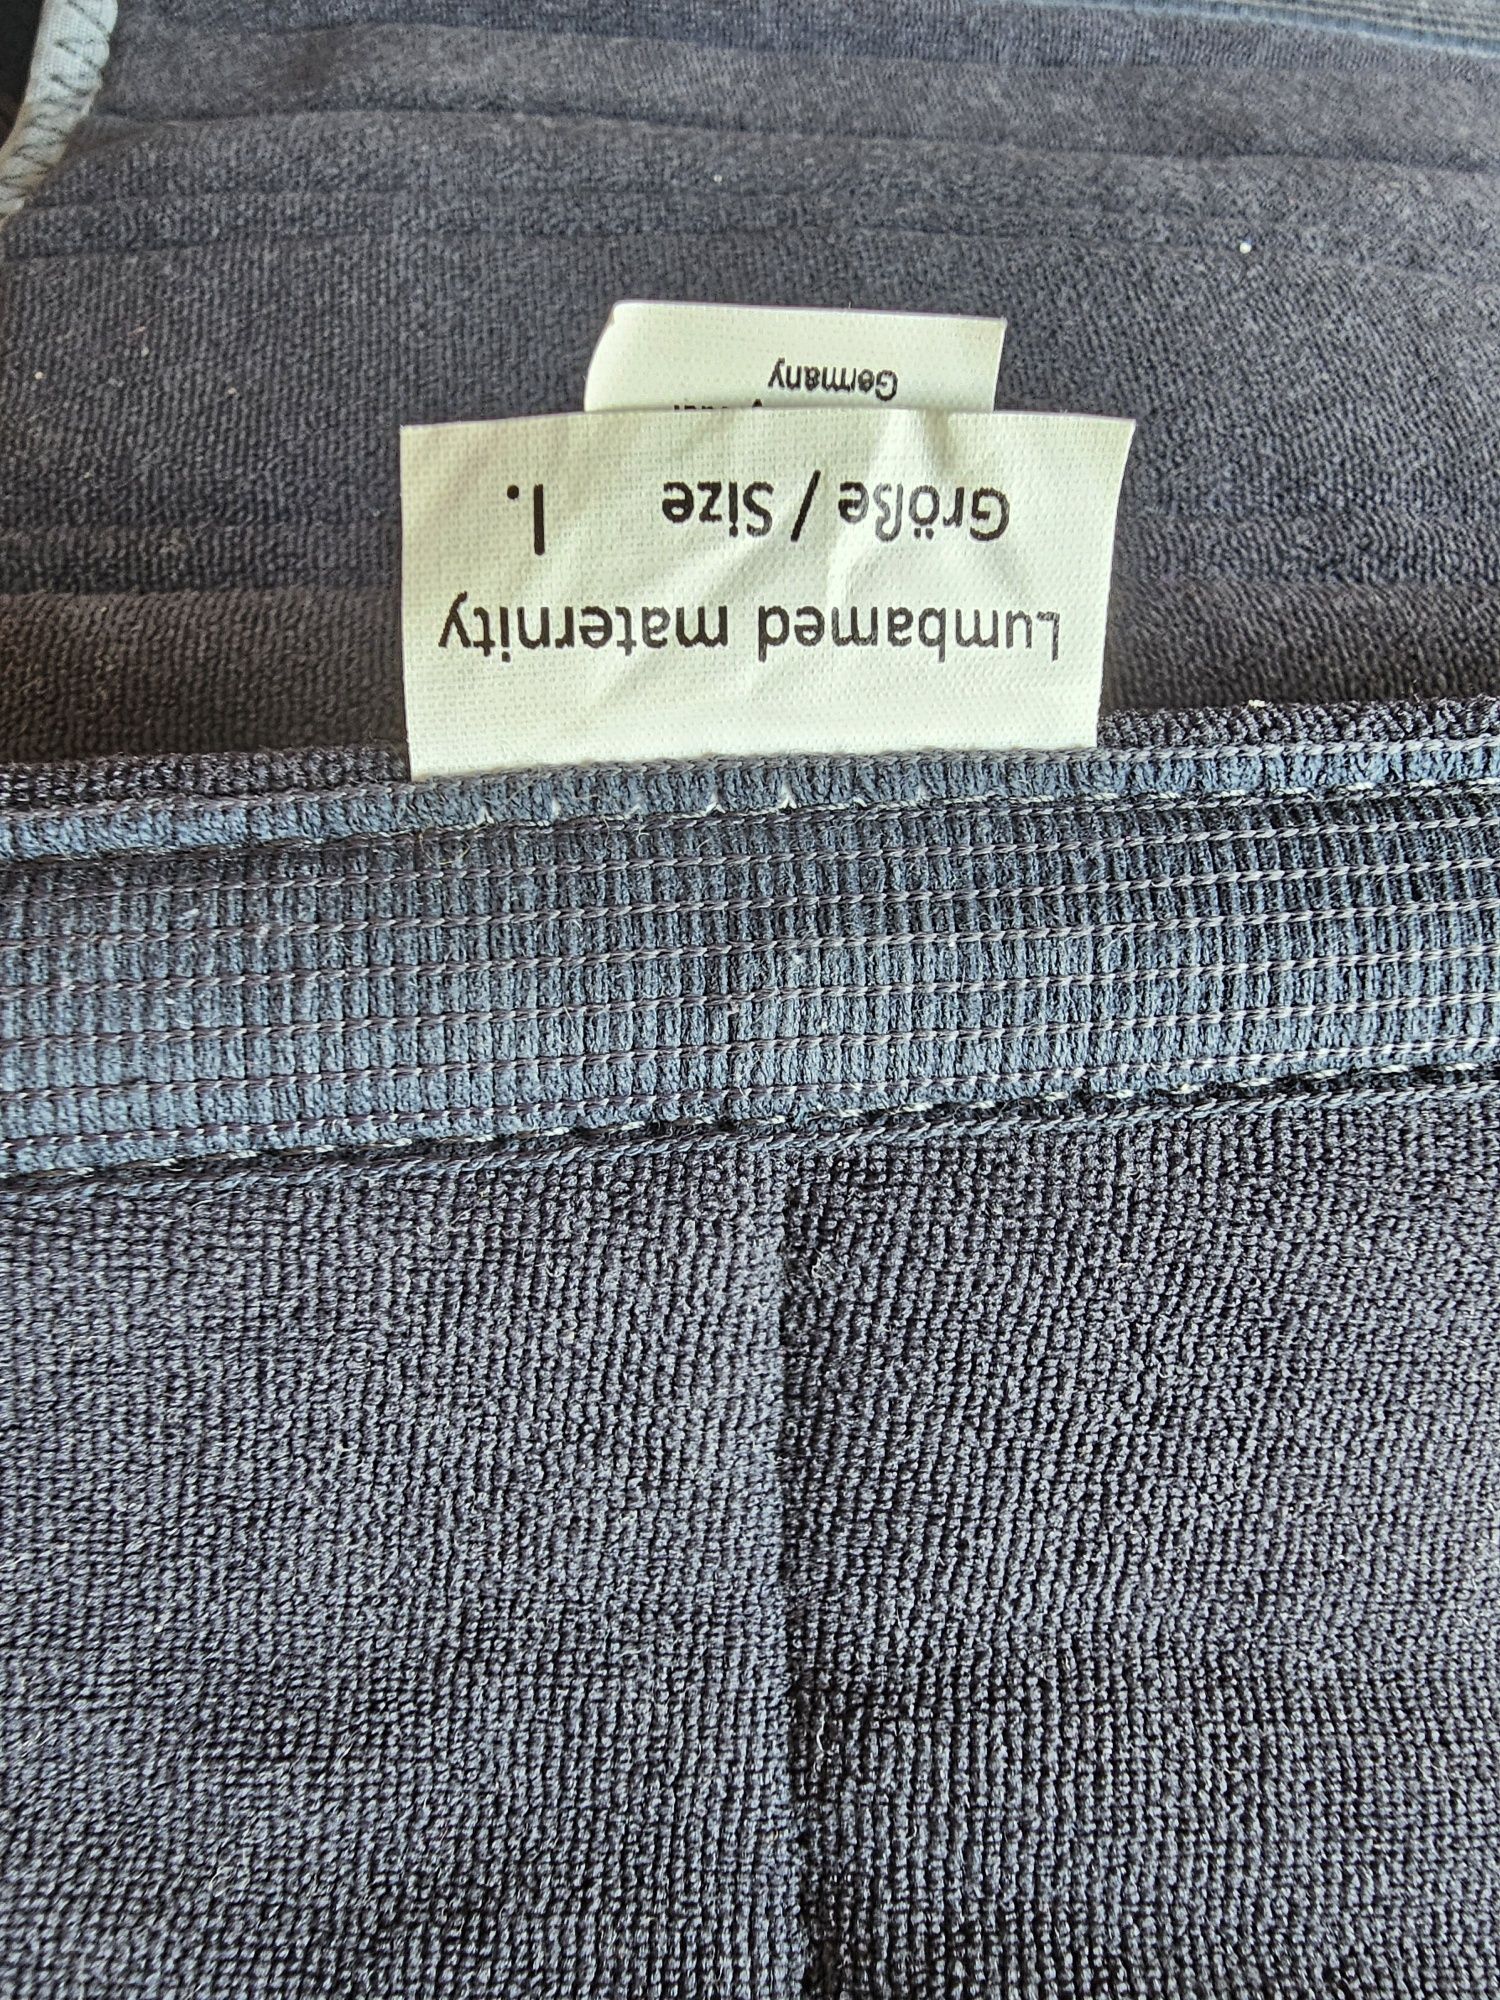 Lumbamed maternity
Größe / Size I.
Germany